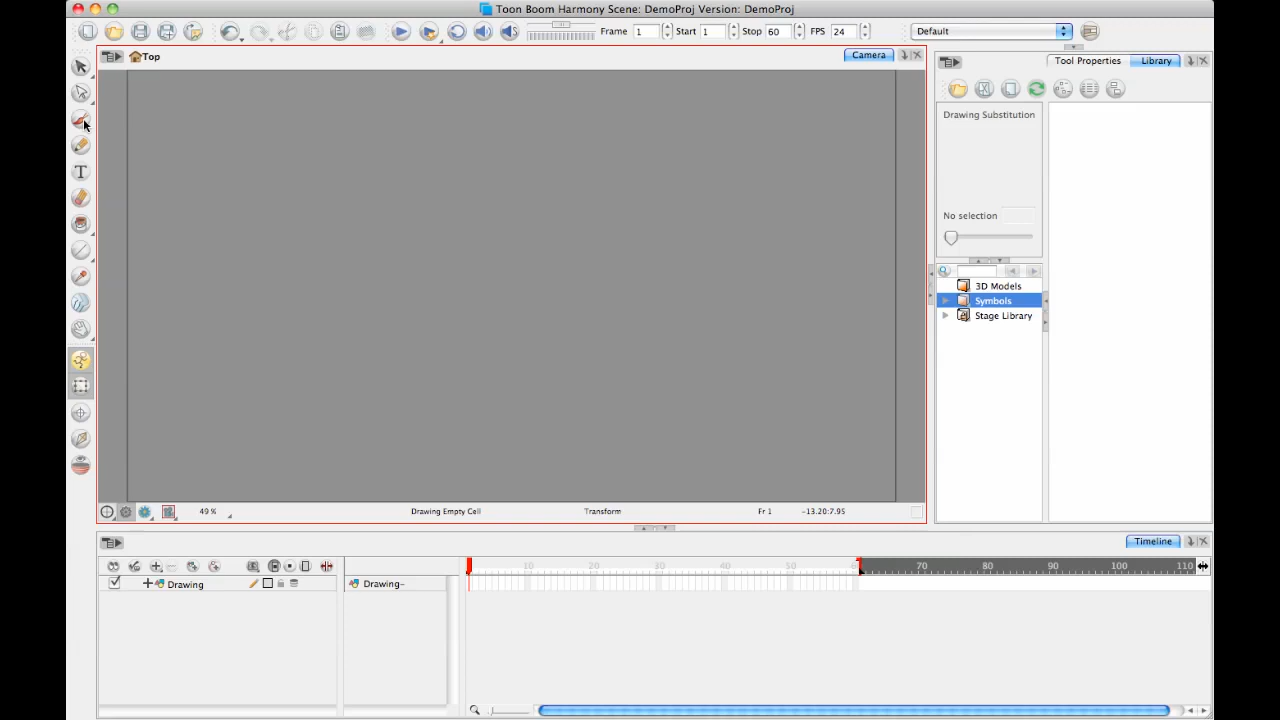 Toon Boom Harmony Scene: DemoProj Version: DemoProj
Frame 1 Start 1 Stop 60 FPS 24 Default
Top Camera
Tool Properties Library
Drawing Substitution
No selection
3D Models
Symbols
Stage Library
49 % Drawing Empty Cell Transform Fr 1 -13.20:7.95
Timeline
10 20 30 40 50 70 80 90 100 110
Drawing Drawing-